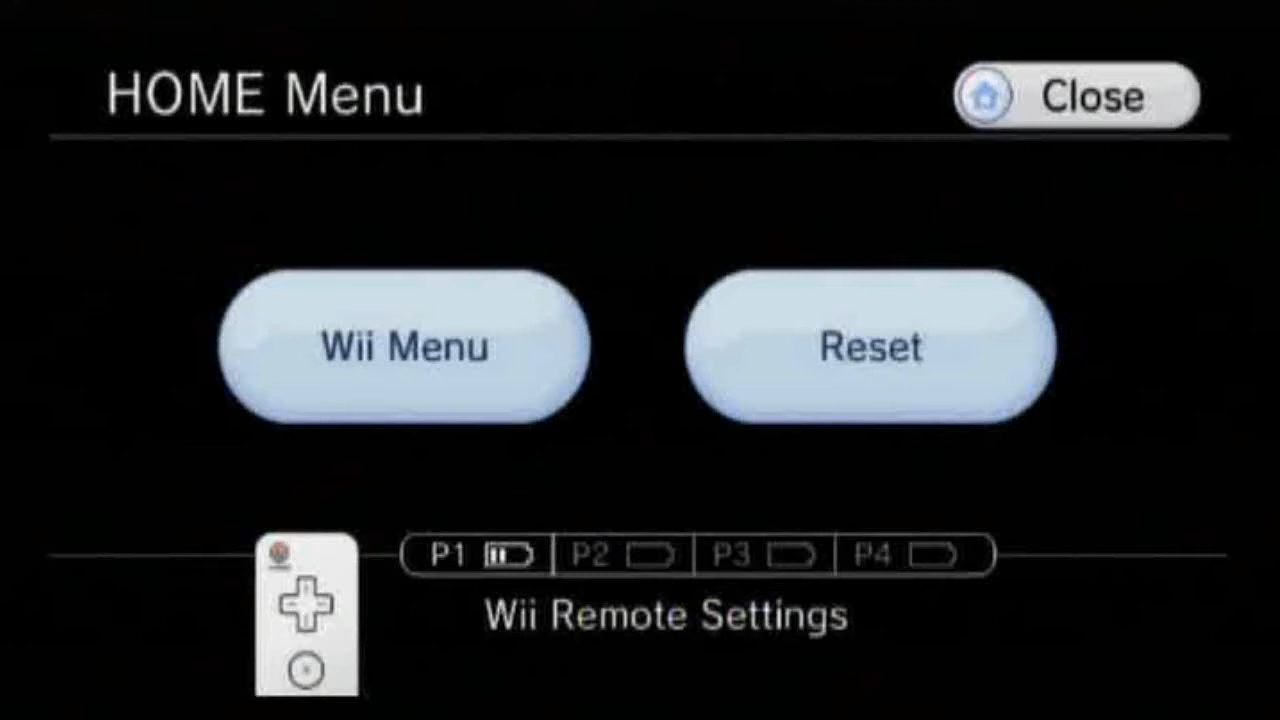 HOME Menu
Close
Wii Menu
Reset
P1 P2 P3 P4
Wii Remote Settings